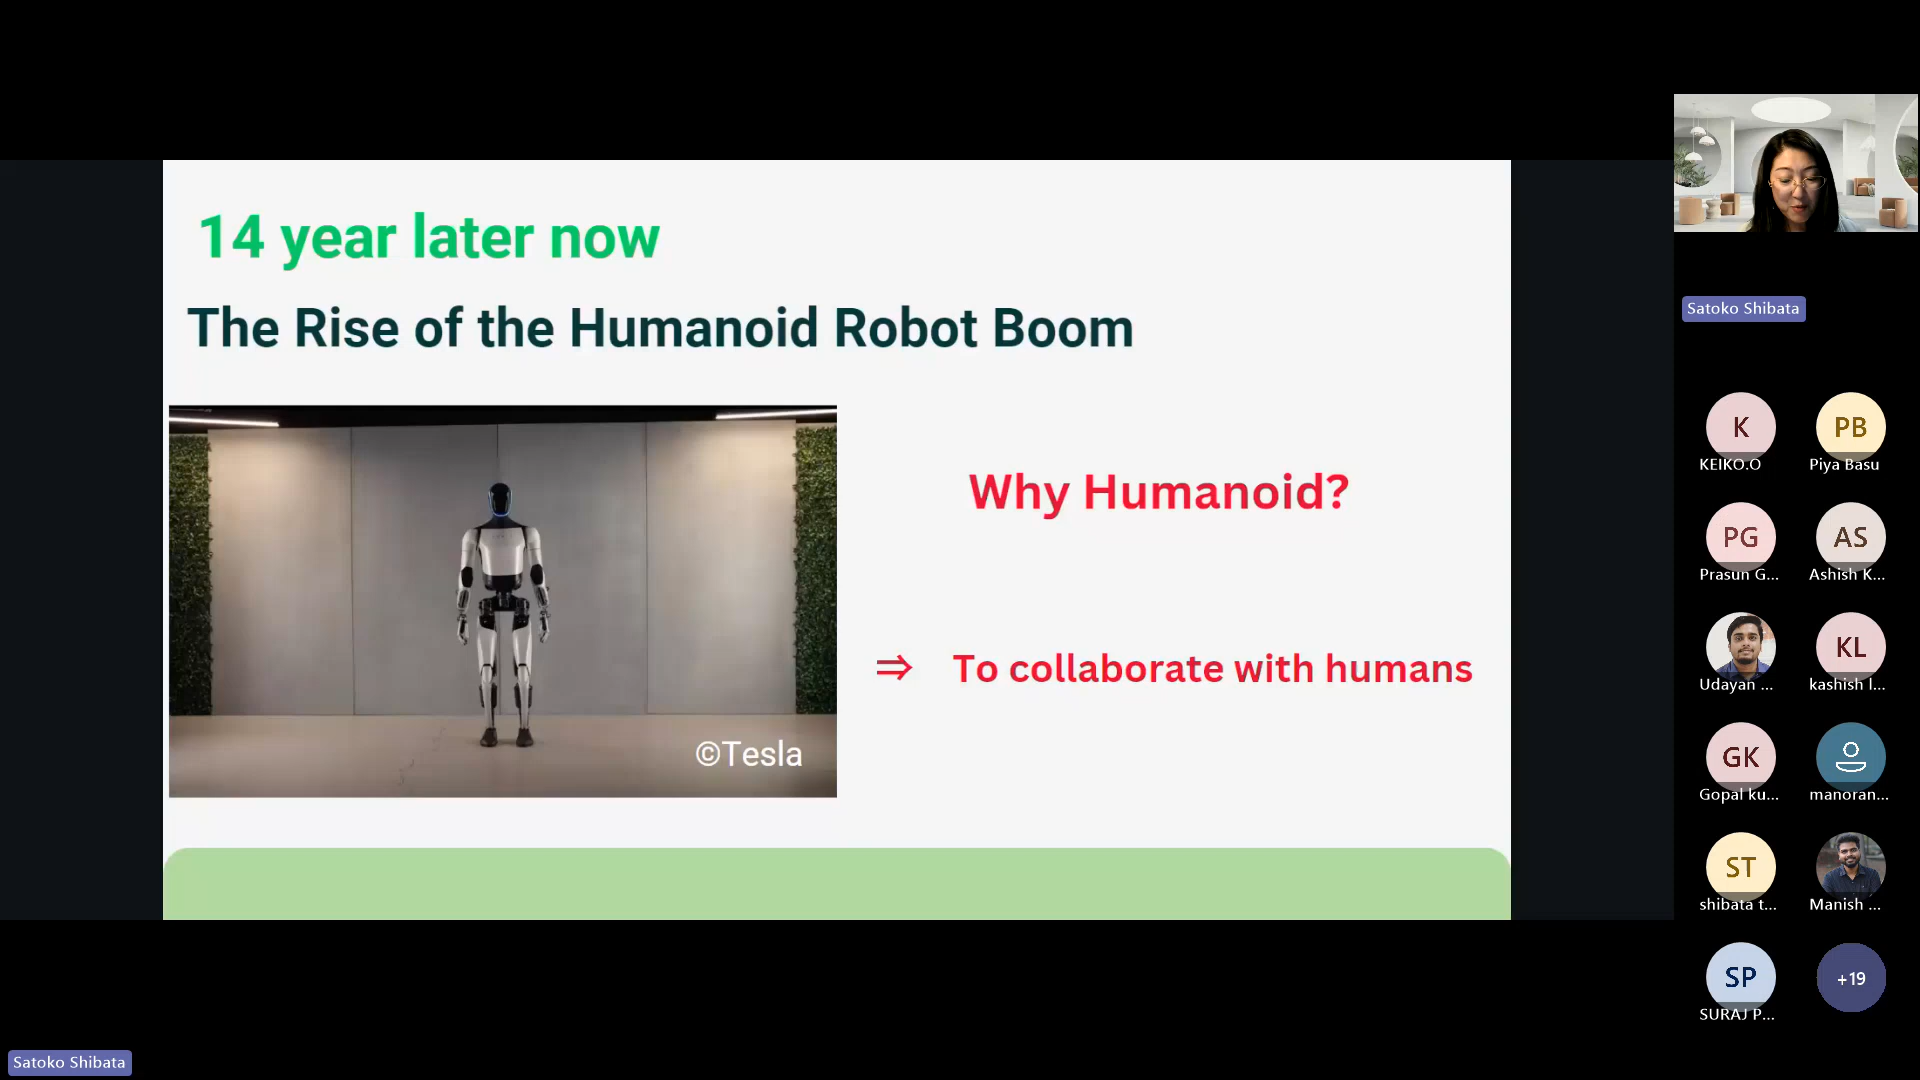 14 year later now
The Rise of the Humanoid Robot Boom
Why Humanoid?
⇒ To collaborate with humans
©Tesla
Satoko Shibata
K
KEIKO.O
PB
Piya Basu
PG
Prasun G...
AS
Ashish K...
Udayan ...
KL
kashish l...
GK
Gopal ku...
manoran...
ST
shibata t...
Manish ...
SP
SURAJ P...
+19
Satoko Shibata